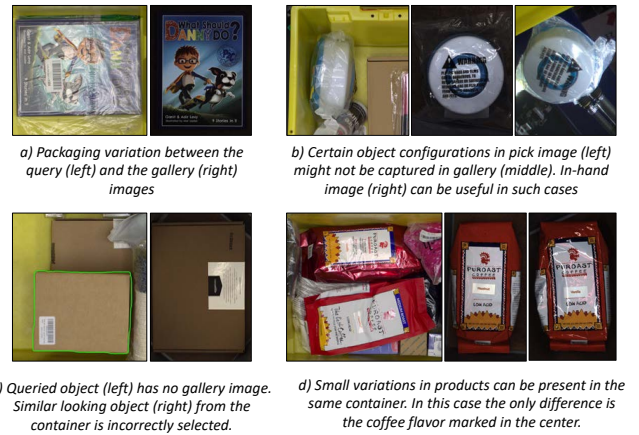 What Should
DANNY DO?
a) Packaging variation between the
query (left) and the gallery (right)
images
WARNING
b) Certain object configurations in pick image (left)
might not be captured in gallery (middle). In-hand
image (right) can be useful in such cases
) Queried object (left) has no gallery image.
Similar looking object (right) from the
container is incorrectly selected.
PUROAST
COFFEE
LOW ACID
PUROAST
COFFEE
LOW ACID
d) Small variations in products can be present in the
same container. In this case the only difference is
the coffee flavor marked in the center.